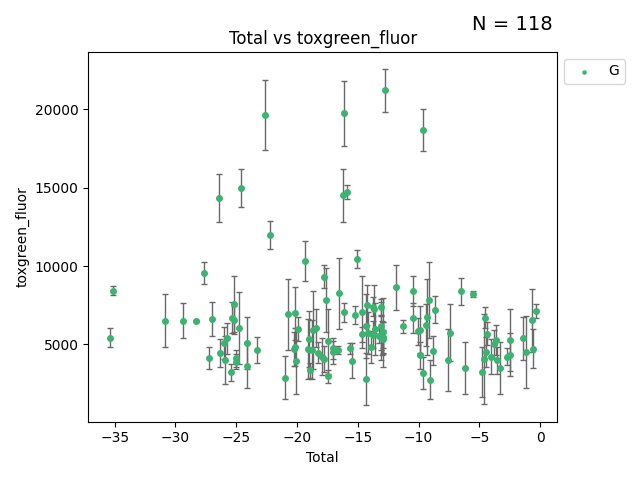 N = 118
Total vs toxgreen_fluor
G
toxgreen_fluor
20000
15000
10000
5000
−35 −30 −25 −20 −15 −10 −5 0
Total